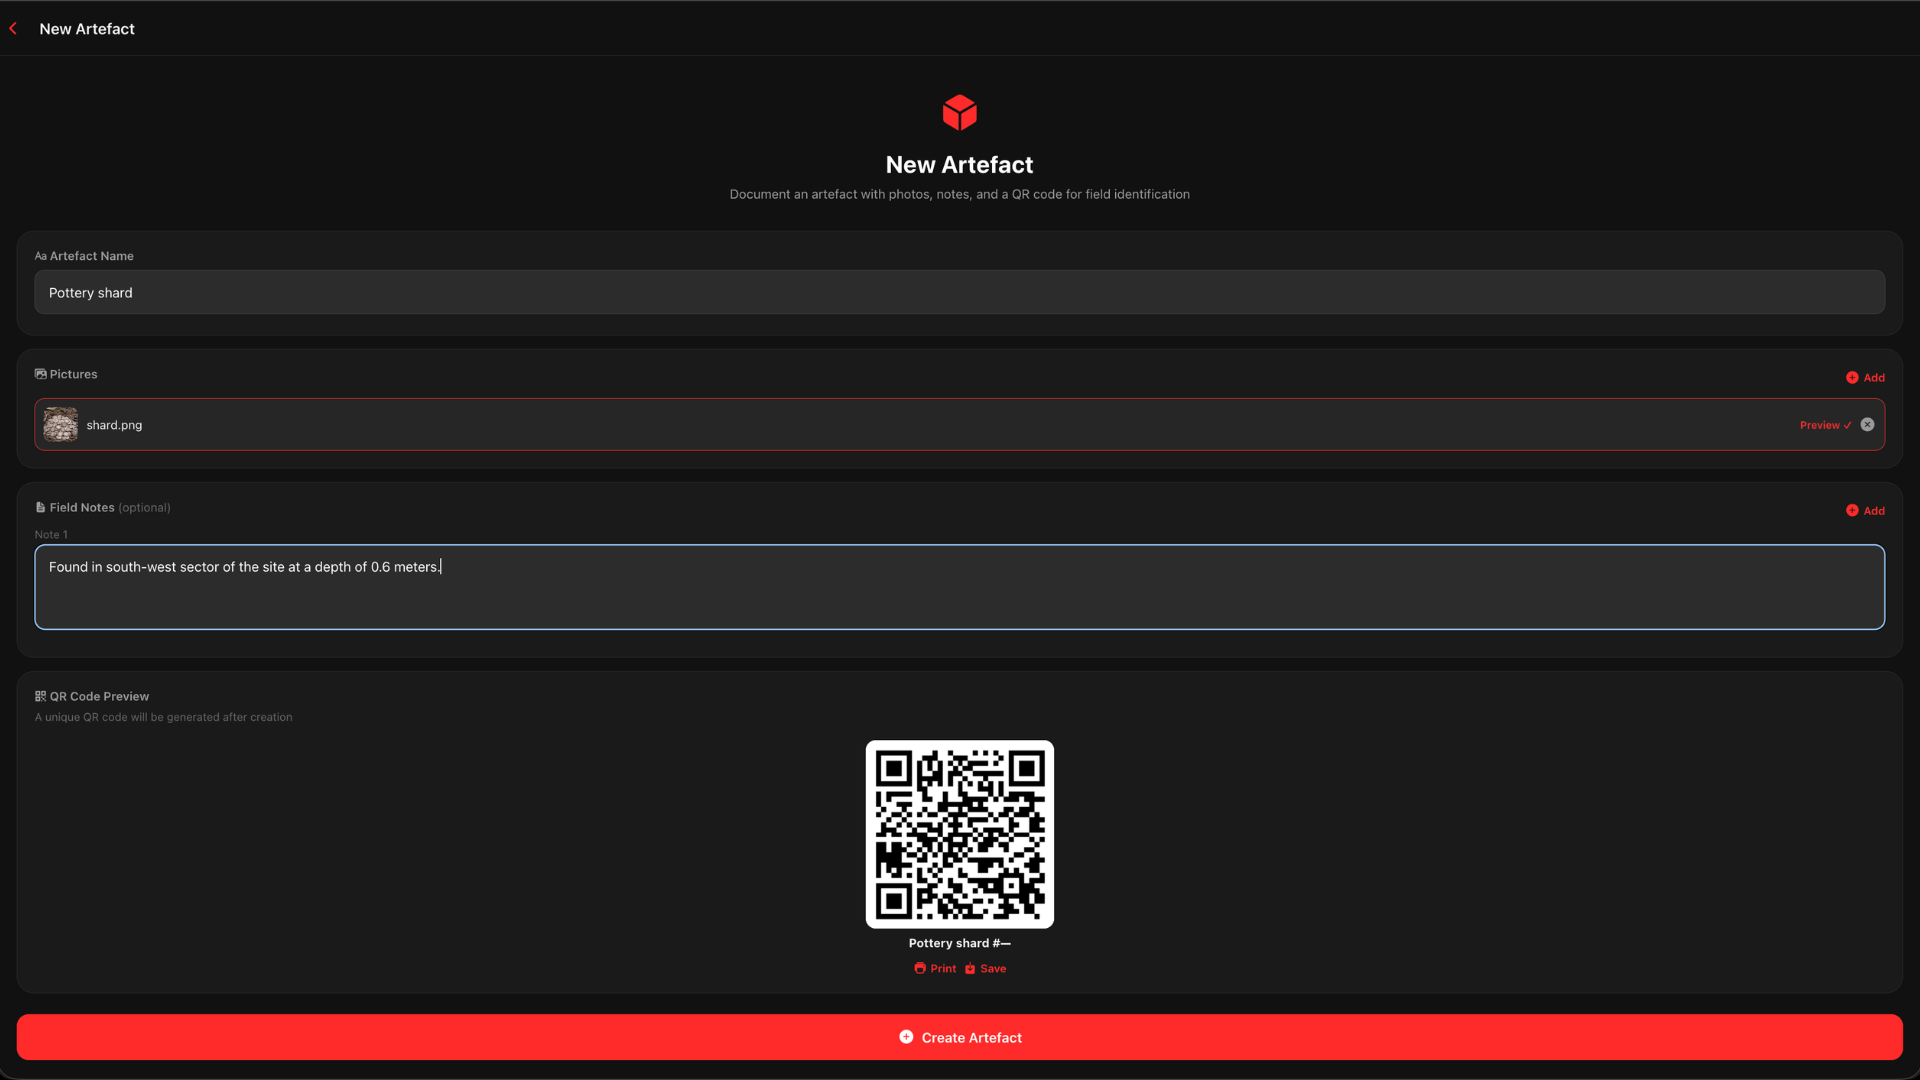 New Artefact
New Artefact
Document an artefact with photos, notes, and a QR code for field identification
Aa Artefact Name
Pottery shard
Pictures
Add
shard.png
Preview ✓
Field Notes (optional)
Add
Note 1
Found in south-west sector of the site at a depth of 0.6 meters.
QR Code Preview
A unique QR code will be generated after creation
Pottery shard #—
Print Save
Create Artefact